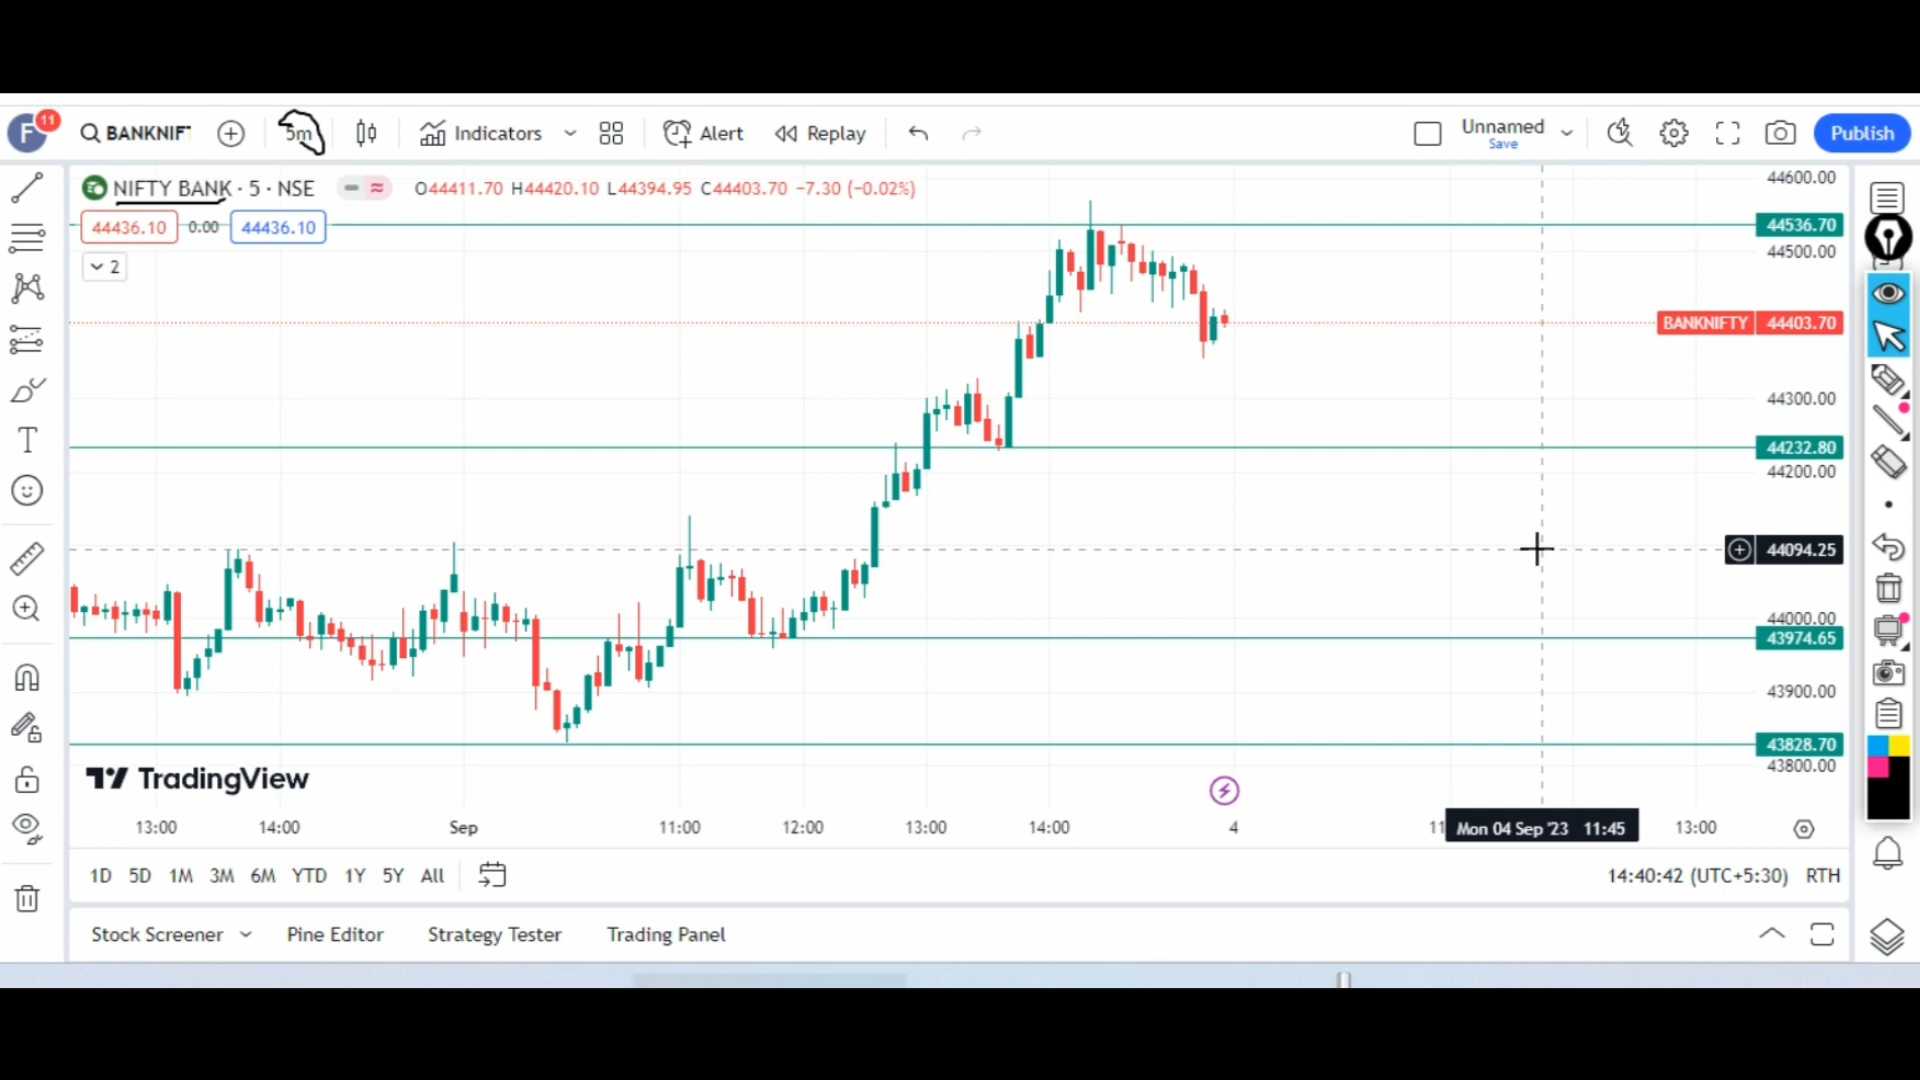 F 11 BANKNIF 5m Indicators Alert Replay Unnamed Save Publish
NIFTY BANK · 5 · NSE O44411.70 H44420.10 L44394.95 C44403.70 −7.30 (−0.02%)
44436.10 0.00 44436.10
2
44600.00
44536.70
44500.00
BANKNIFTY 44403.70
44300.00
44232.80
44200.00
44094.25
44000.00
43974.65
43900.00
43828.70
43800.00
TradingView
13:00 14:00 Sep 11:00 12:00 13:00 14:00 4 11 Mon 04 Sep '23 11:45 13:00
1D 5D 1M 3M 6M YTD 1Y 5Y All 14:40:42 (UTC+5:30) RTH
Stock Screener Pine Editor Strategy Tester Trading Panel